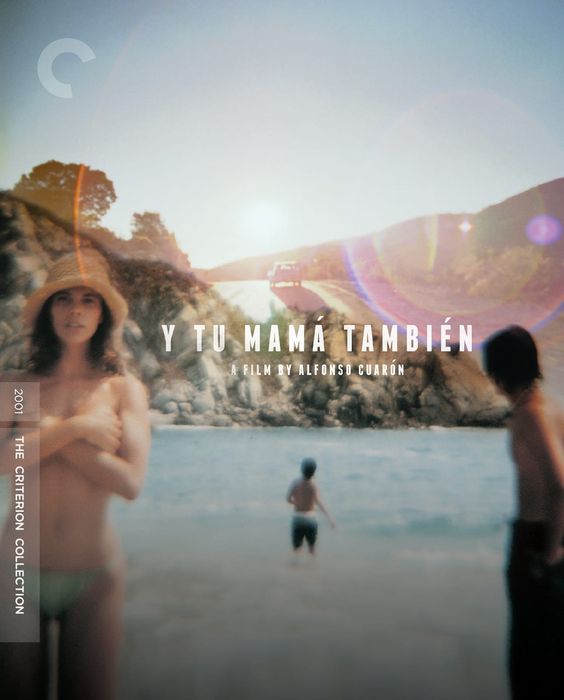 Y TU MAMÁ TAMBIÉN
A FILM BY ALFONSO CUARÓN
2001 THE CRITERION COLLECTION